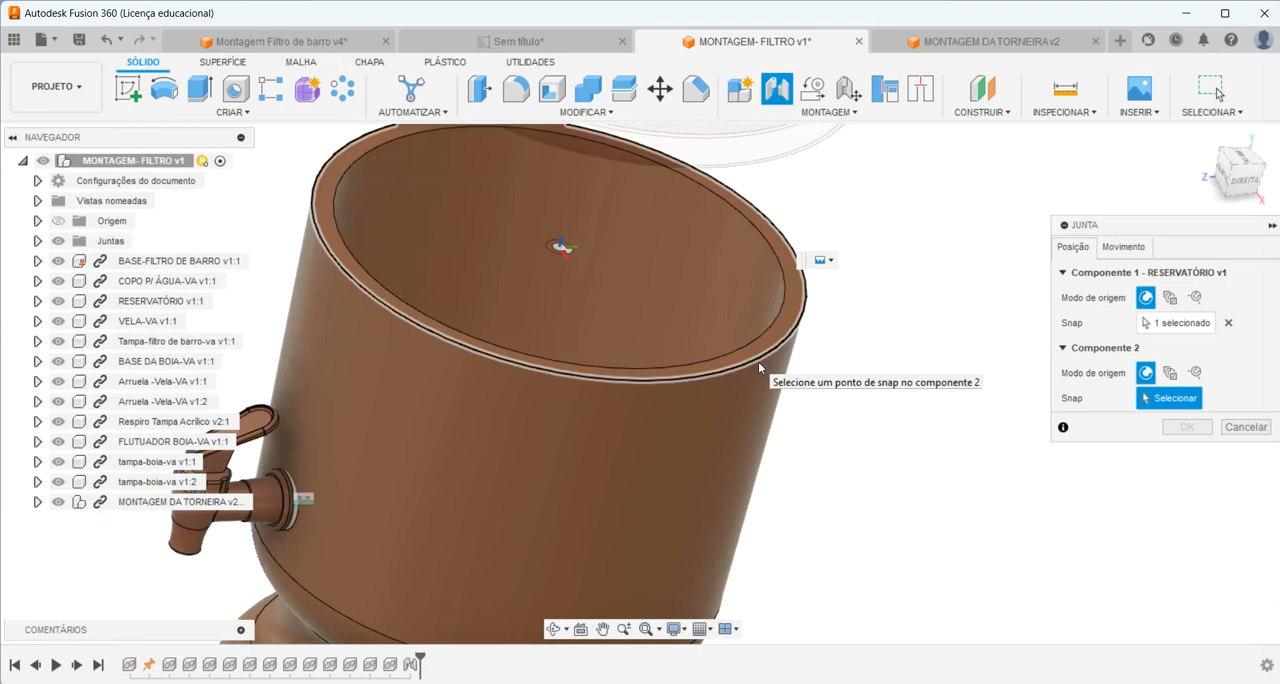 Autodesk Fusion 360 (Licença educacional)
Montagem Filtro de barro v4*
Sem título*
MONTAGEM- FILTRO v1*
MONTAGEM DA TORNEIRA v2
SÓLIDO
SUPERFÍCIE
MALHA
CHAPA
PLÁSTICO
UTILIDADES
PROJETO
CRIAR
AUTOMATIZAR
MODIFICAR
MONTAGEM
CONSTRUIR
INSPECIONAR
INSERIR
SELECIONAR
NAVEGADOR
MONTAGEM- FILTRO v1
Configurações do documento
Vistas nomeadas
Origem
Juntas
BASE-FILTRO DE BARRO v1:1
COPO P/ ÁGUA-VA v1:1
RESERVATÓRIO v1:1
VELA-VA v1:1
Tampa-filtro de barro-va v1:1
BASE DA BOIA-VA v1:1
Arruela -Vela-VA v1:1
Arruela -Vela-VA v1:2
Respiro Tampa Acrílico v2:1
FLUTUADOR BOIA-VA v1:1
tampa-boia-va v1:1
tampa-boia-va v1:2
MONTAGEM DA TORNEIRA v2...
Selecione um ponto de snap no componente 2
Y
Z
X
DIREITA
JUNTA
Posição
Movimento
Componente 1 - RESERVATÓRIO v1
Modo de origem
Snap
1 selecionado
Componente 2
Modo de origem
Snap
Selecionar
OK
Cancelar
COMENTÁRIOS